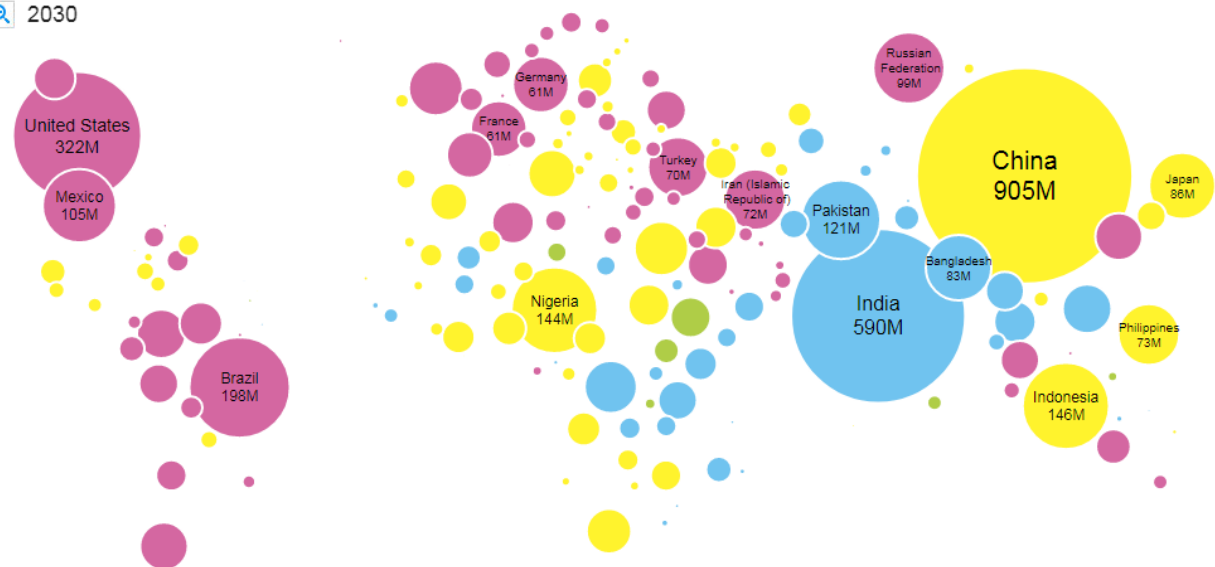 2030
United States
322M
Mexico
105M
Brazil
198M
Germany
61M
France
61M
Turkey
70M
Iran (Islamic
Republic of)
72M
Nigeria
144M
Russian
Federation
99M
China
905M
Japan
86M
Pakistan
121M
Bangladesh
83M
India
590M
Philippines
73M
Indonesia
146M